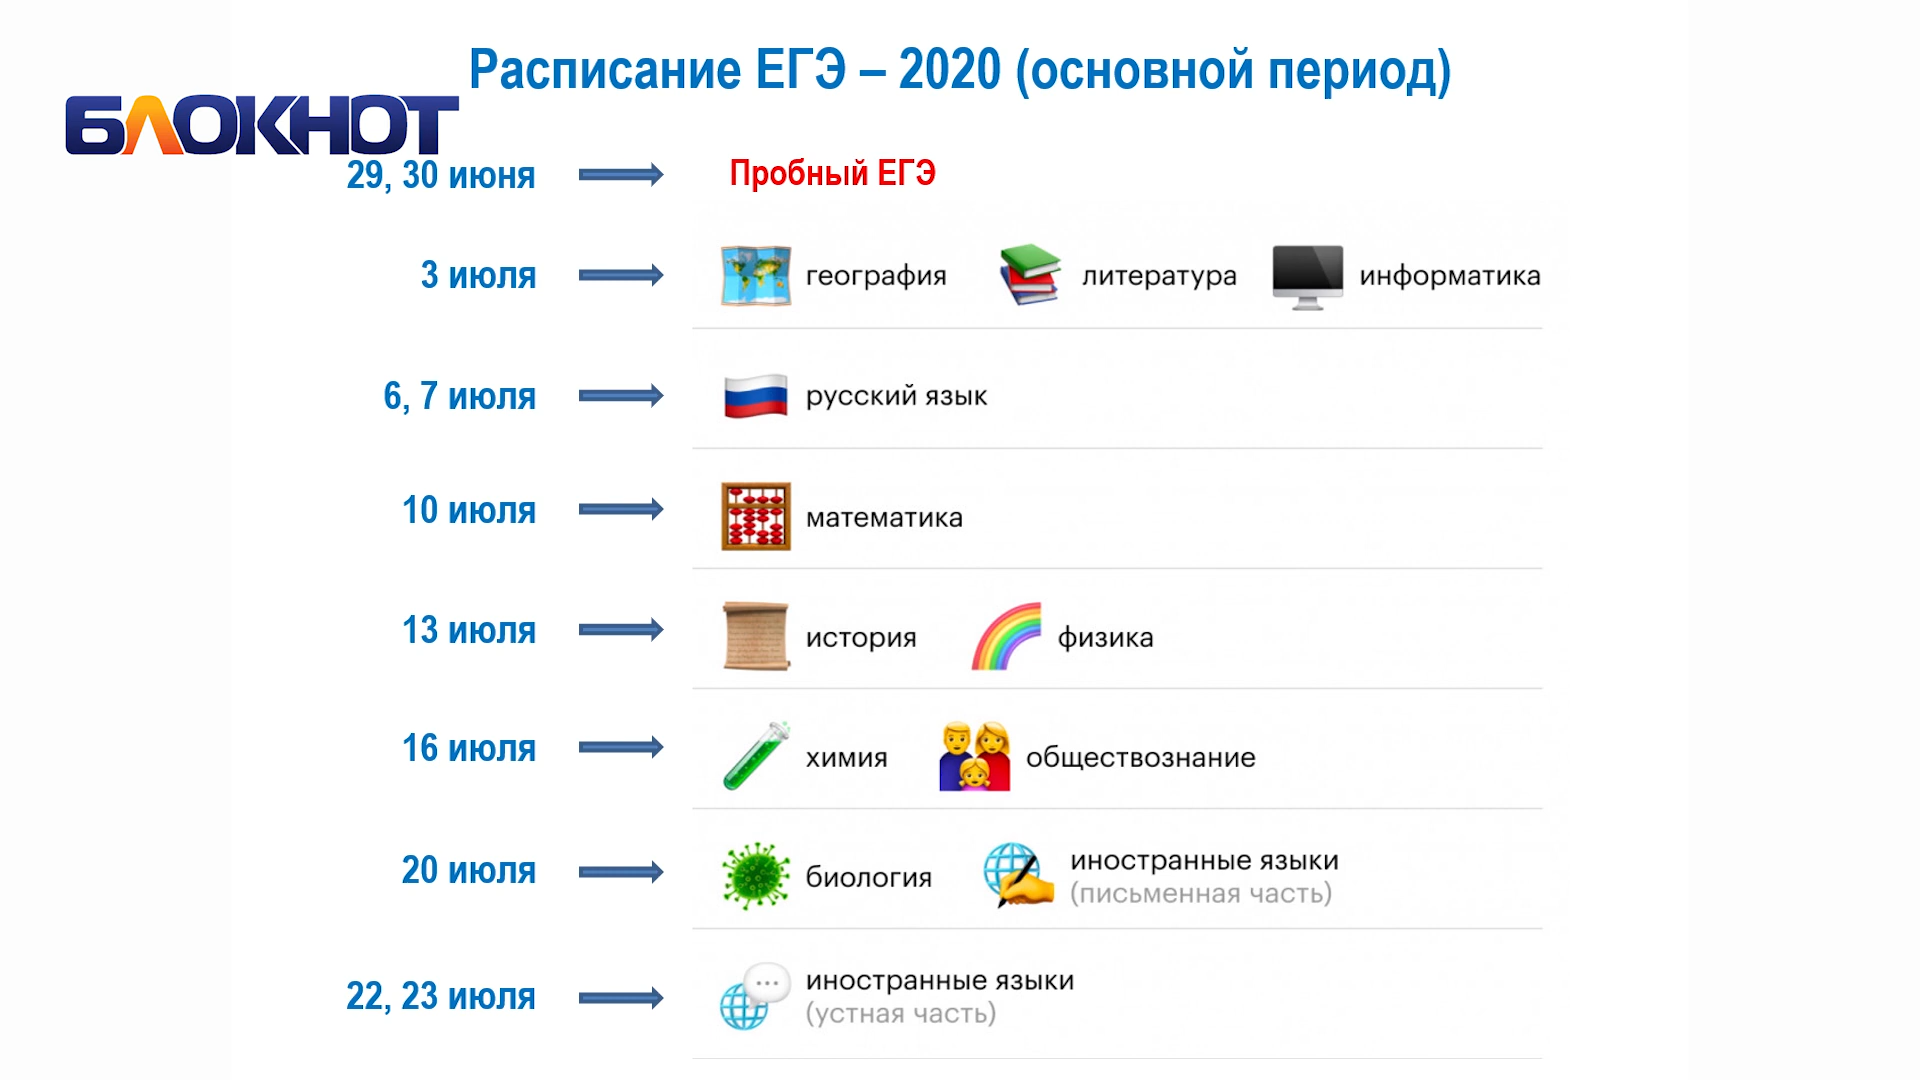 Расписание ЕГЭ – 2020 (основной период)
БЛОКНОТ
29, 30 июня Пробный ЕГЭ
3 июля география литература информатика
6, 7 июля русский язык
10 июля математика
13 июля история физика
16 июля химия обществознание
20 июля биология иностранные языки
(письменная часть)
22, 23 июля иностранные языки
(устная часть)